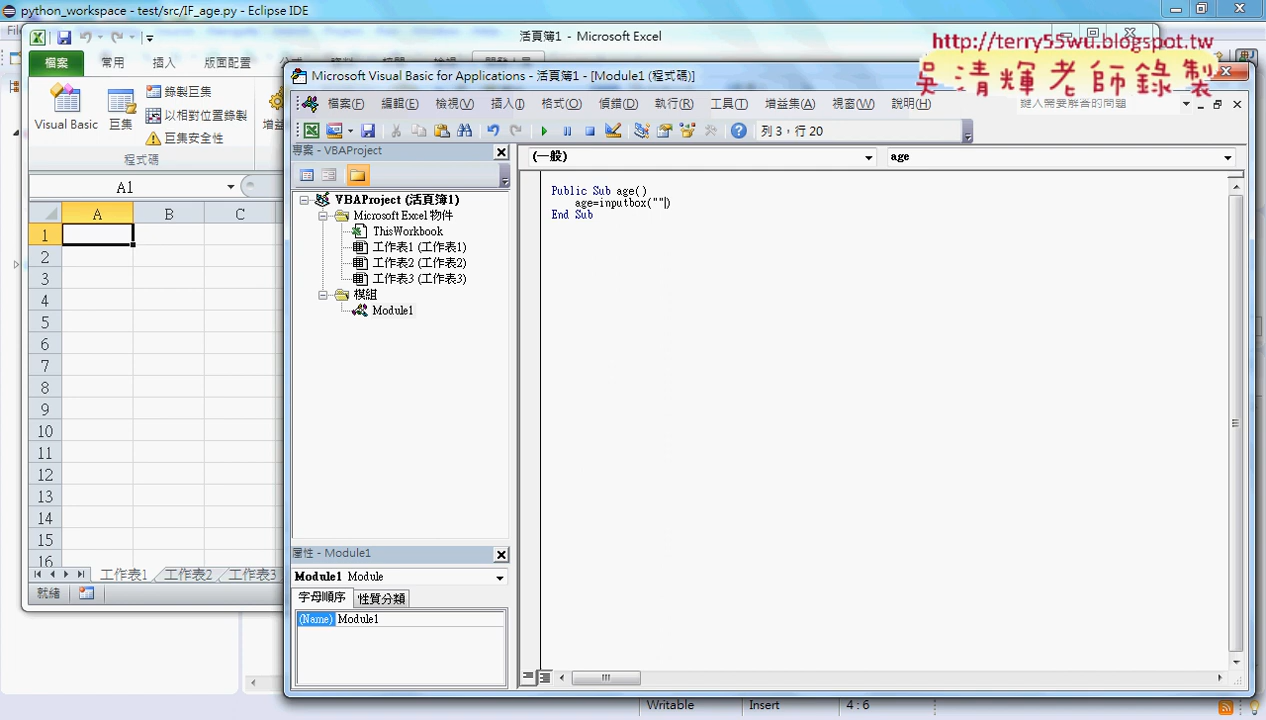 python_workspace - test/src/IF_age.py - Eclipse IDE
活頁簿1 - Microsoft Excel
http://terry55wu.blogspot.tw
吳清輝老師錄製
檔案
常用
插入
版面配置
Visual Basic
巨集
錄製巨集
以相對位置錄製
巨集安全性
程式碼
A1
A B C
1
2
3
4
5
6
7
8
9
10
11
12
13
14
15
16
工作表1 工作表2 工作表3
就緒
Microsoft Visual Basic for Applications - 活頁簿1 - [Module1 (程式碼)]
檔案(F) 編輯(E) 檢視(V) 插入(I) 格式(O) 偵錯(D) 執行(R) 工具(T) 增益集(A) 視窗(W) 說明(H)
列 3，行 20
專案 - VBAProject
VBAProject (活頁簿1)
Microsoft Excel 物件
ThisWorkbook
工作表1 (工作表1)
工作表2 (工作表2)
工作表3 (工作表3)
模組
Module1
屬性 - Module1
Module1 Module
字母順序 性質分類
(Name) Module1
(一般)
age
Public Sub age()
age=inputbox("")
End Sub
Writable Insert 4 : 6